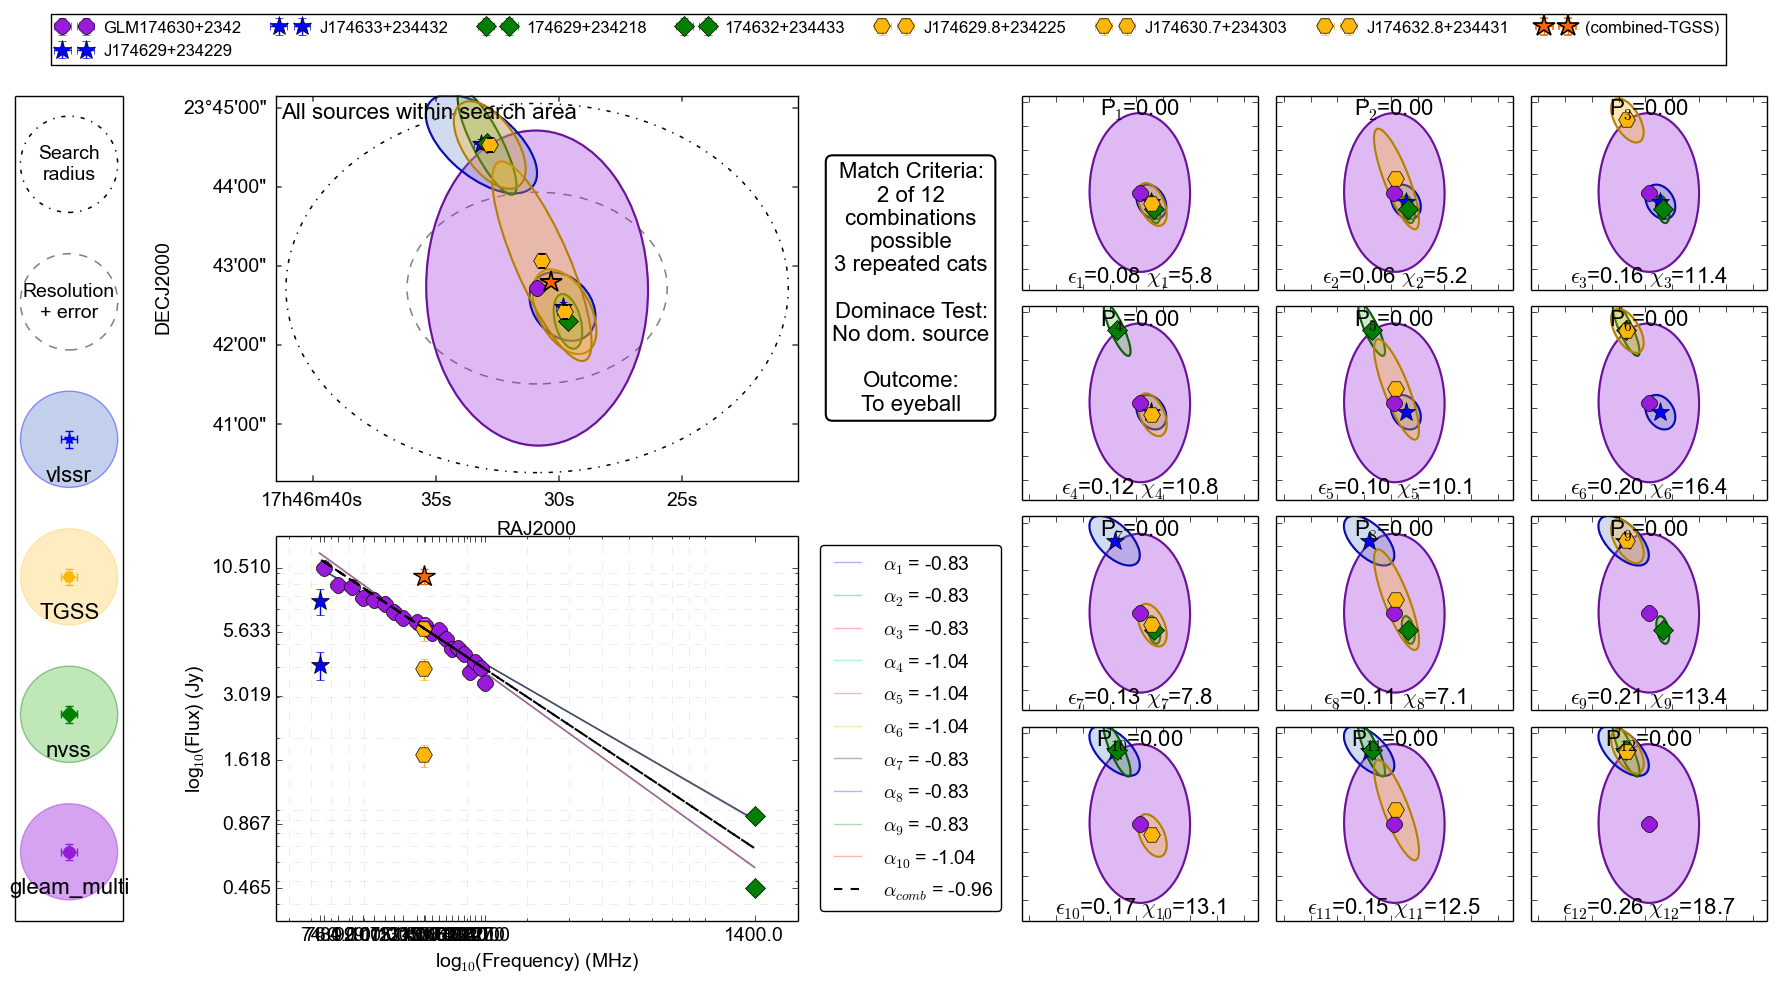 GLM174630+2342 J174633+234432 174629+234218 174632+234433 J174629.8+234225 J174630.7+234303 J174632.8+234431 (combined-TGSS)
J174629+234229
Search
radius
Resolution
+ error
vlssr
TGSS
nvss
gleam_multi
All sources within search area
DECJ2000
23°45'00"
44'00"
43'00"
42'00"
41'00"
17h46m40s 35s 30s 25s
RAJ2000
Match Criteria:
2 of 12
combinations
possible
3 repeated cats
Dominace Test:
No dom. source
Outcome:
To eyeball
log₁₀(Flux) (Jy)
10.510
5.633
3.019
1.618
0.867
0.465
1400.0
log₁₀(Frequency) (MHz)
α₁ = -0.83
α₂ = -0.83
α₃ = -0.83
α₄ = -1.04
α₅ = -1.04
α₆ = -1.04
α₇ = -0.83
α₈ = -0.83
α₉ = -0.83
α₁₀ = -1.04
α_comb = -0.96
P₁=0.00
ϵ₁=0.08 χ₁=5.8
P₂=0.00
ϵ₂=0.06 χ₂=5.2
P₃=0.00
ϵ₃=0.16 χ₃=11.4
P₄=0.00
ϵ₄=0.12 χ₄=10.8
P₅=0.00
ϵ₅=0.10 χ₅=10.1
P₆=0.00
ϵ₆=0.20 χ₆=16.4
P₇=0.00
ϵ₇=0.13 χ₇=7.8
P₈=0.00
ϵ₈=0.11 χ₈=7.1
P₉=0.00
ϵ₉=0.21 χ₉=13.4
P₁₀=0.00
ϵ₁₀=0.17 χ₁₀=13.1
P₁₁=0.00
ϵ₁₁=0.15 χ₁₁=12.5
P₁₂=0.00
ϵ₁₂=0.26 χ₁₂=18.7